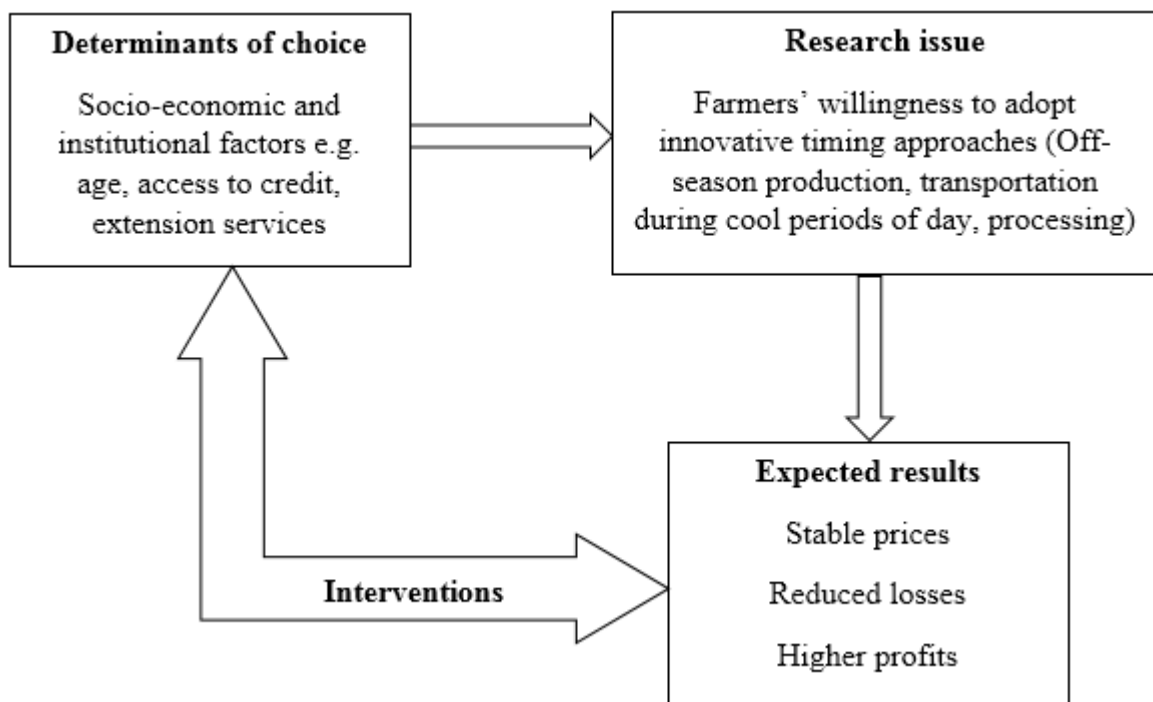 Determinants of choice
Socio-economic and
institutional factors e.g.
age, access to credit,
extension services
Research issue
Farmers’ willingness to adopt
innovative timing approaches (Off-
season production, transportation
during cool periods of day, processing)
Interventions
Expected results
Stable prices
Reduced losses
Higher profits